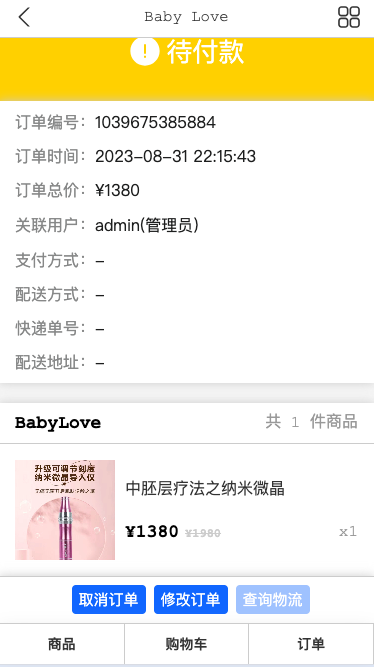 Baby Love
! 待付款
订单编号: 1039675385884
订单时间: 2023-08-31 22:15:43
订单总价: ¥1380
关联用户: admin(管理员)
支付方式: -
配送方式: -
快递单号: -
配送地址: -
BabyLove 共 1 件商品
升级可调节刻度
纳米微晶导入仪
中胚层疗法之纳米微晶
¥1380 ¥1980 x1
取消订单 修改订单 查询物流
商品 购物车 订单